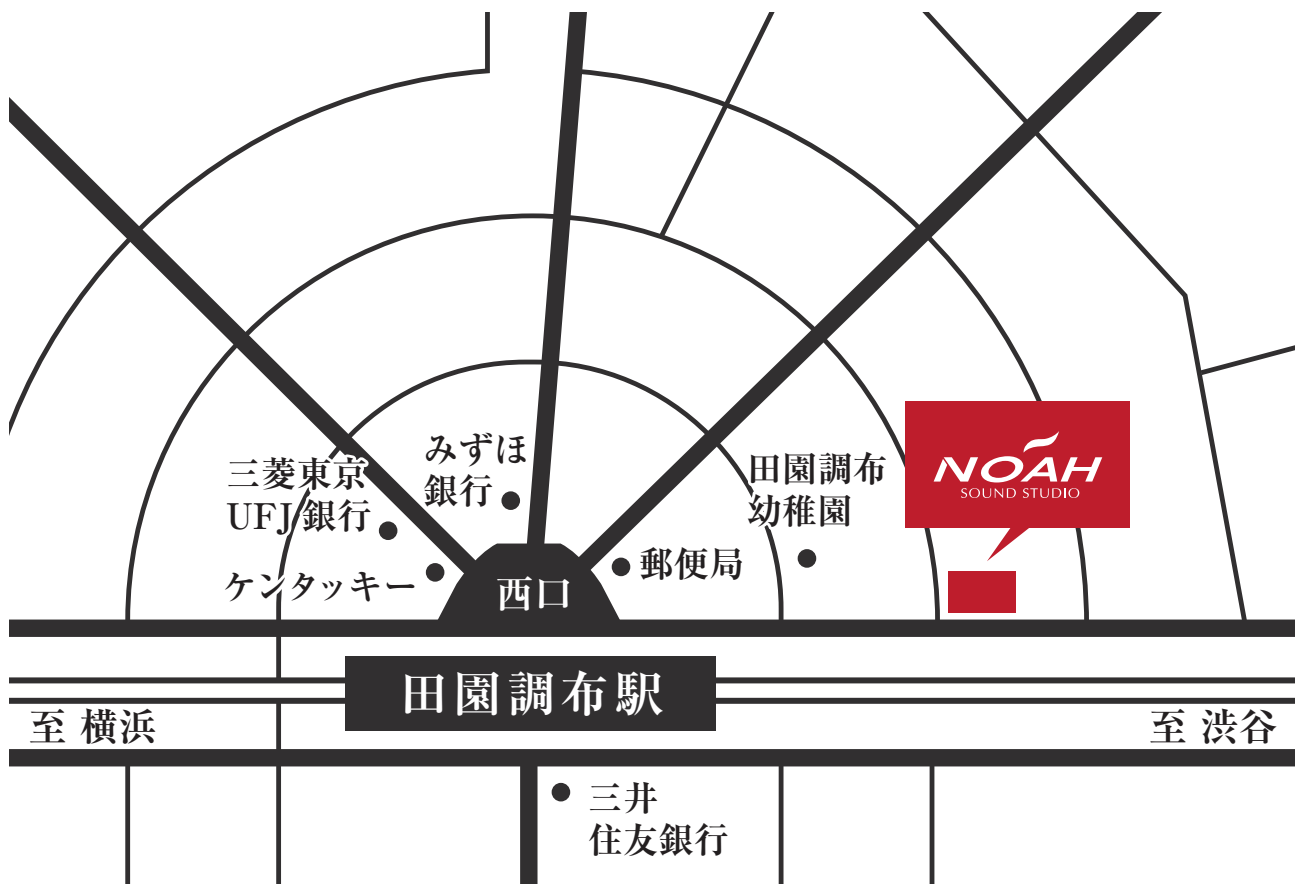 みずほ
銀行
三菱東京
UFJ 銀行
ケンタッキー
西口
郵便局
田園調布
幼稚園
NOAH
SOUND STUDIO
田園調布駅
至 横浜
至 渋谷
三井
住友銀行